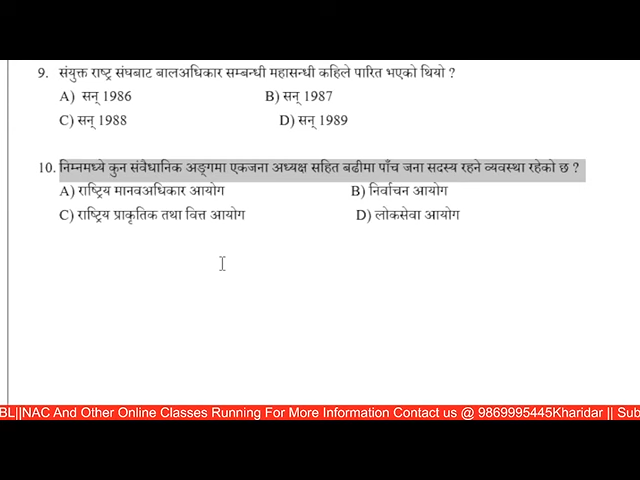 9. संयुक्त राष्ट्र संघबाट बालअधिकार सम्बन्धी महासन्धी कहिले पारित भएको थियो ?
A) सन् 1986 B) सन् 1987
C) सन् 1988 D) सन् 1989
10. निम्नमध्ये कुन संवैधानिक अङ्गमा एकजना अध्यक्ष सहित बढीमा पाँच जना सदस्य रहने व्यवस्था रहेको छ ?
A) राष्ट्रिय मानवअधिकार आयोग B) निर्वाचन आयोग
C) राष्ट्रिय प्राकृतिक तथा वित्त आयोग D) लोकसेवा आयोग
BL||NAC And Other Online Classes Running For More Information Contact us @ 9869995445Kharidar || Sub